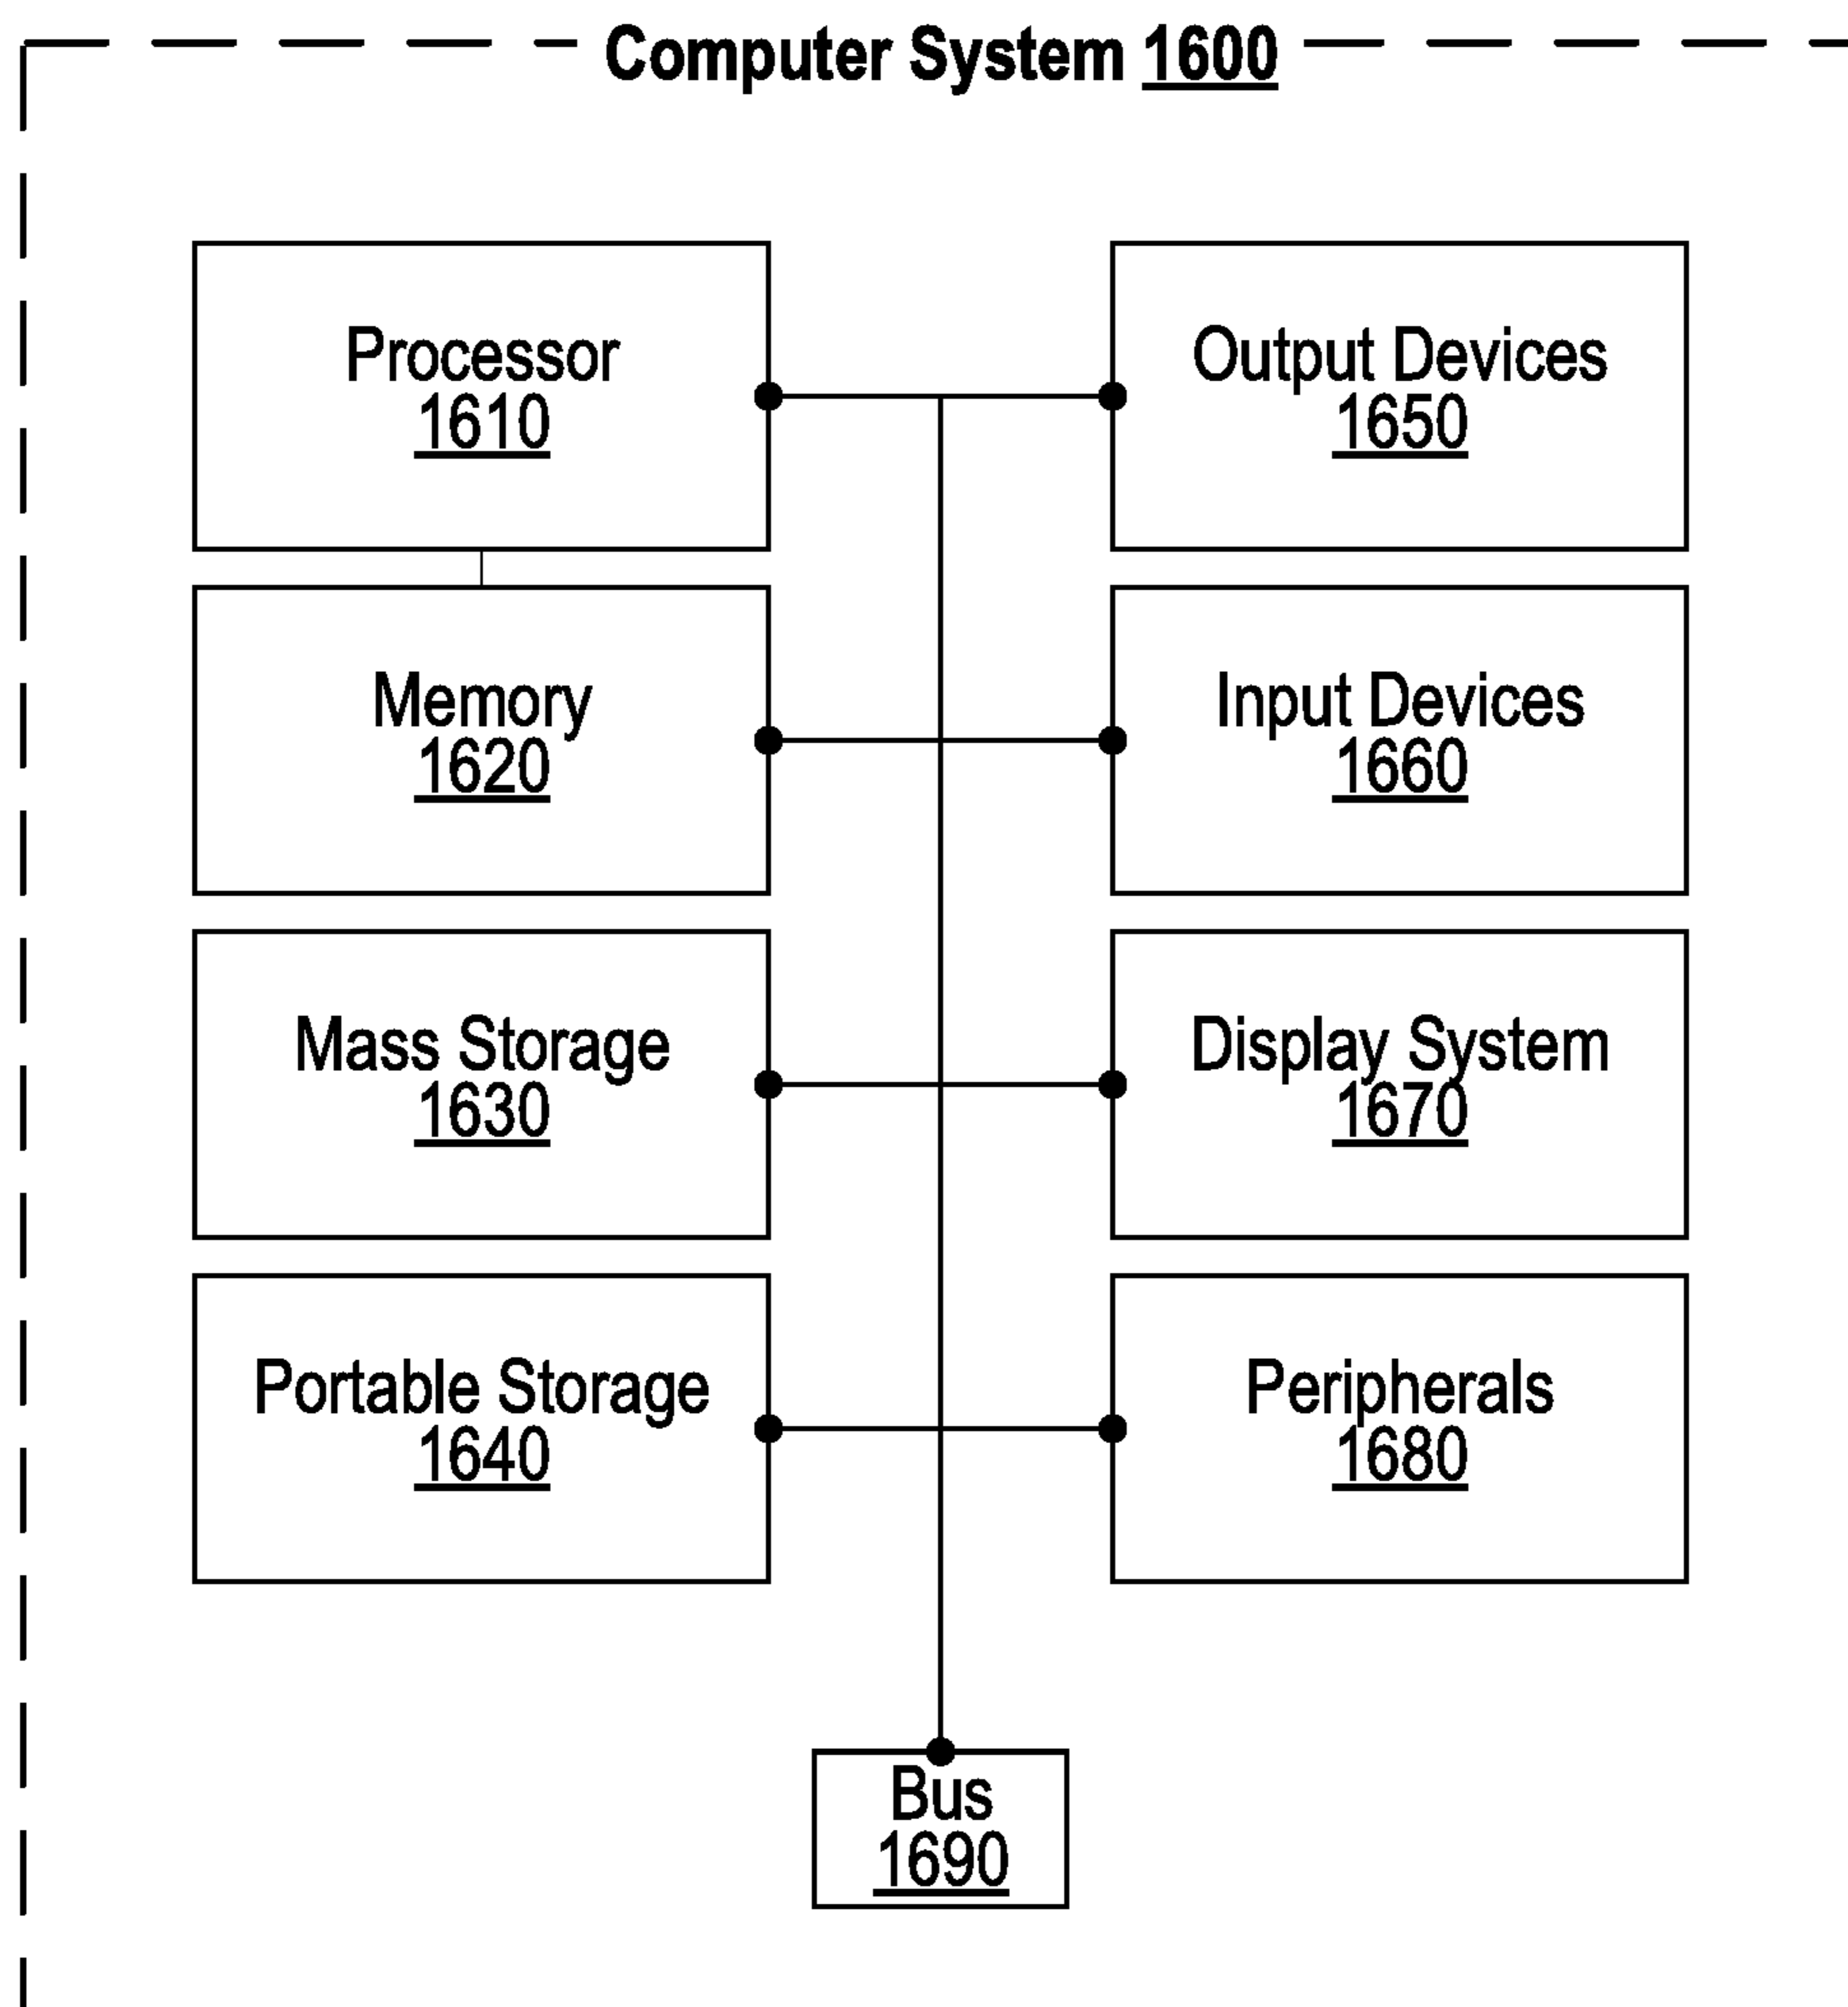 Computer System 1600
Processor
1610
Output Devices
1650
Memory
1620
Input Devices
1660
Mass Storage
1630
Display System
1670
Portable Storage
1640
Peripherals
1680
Bus
1690